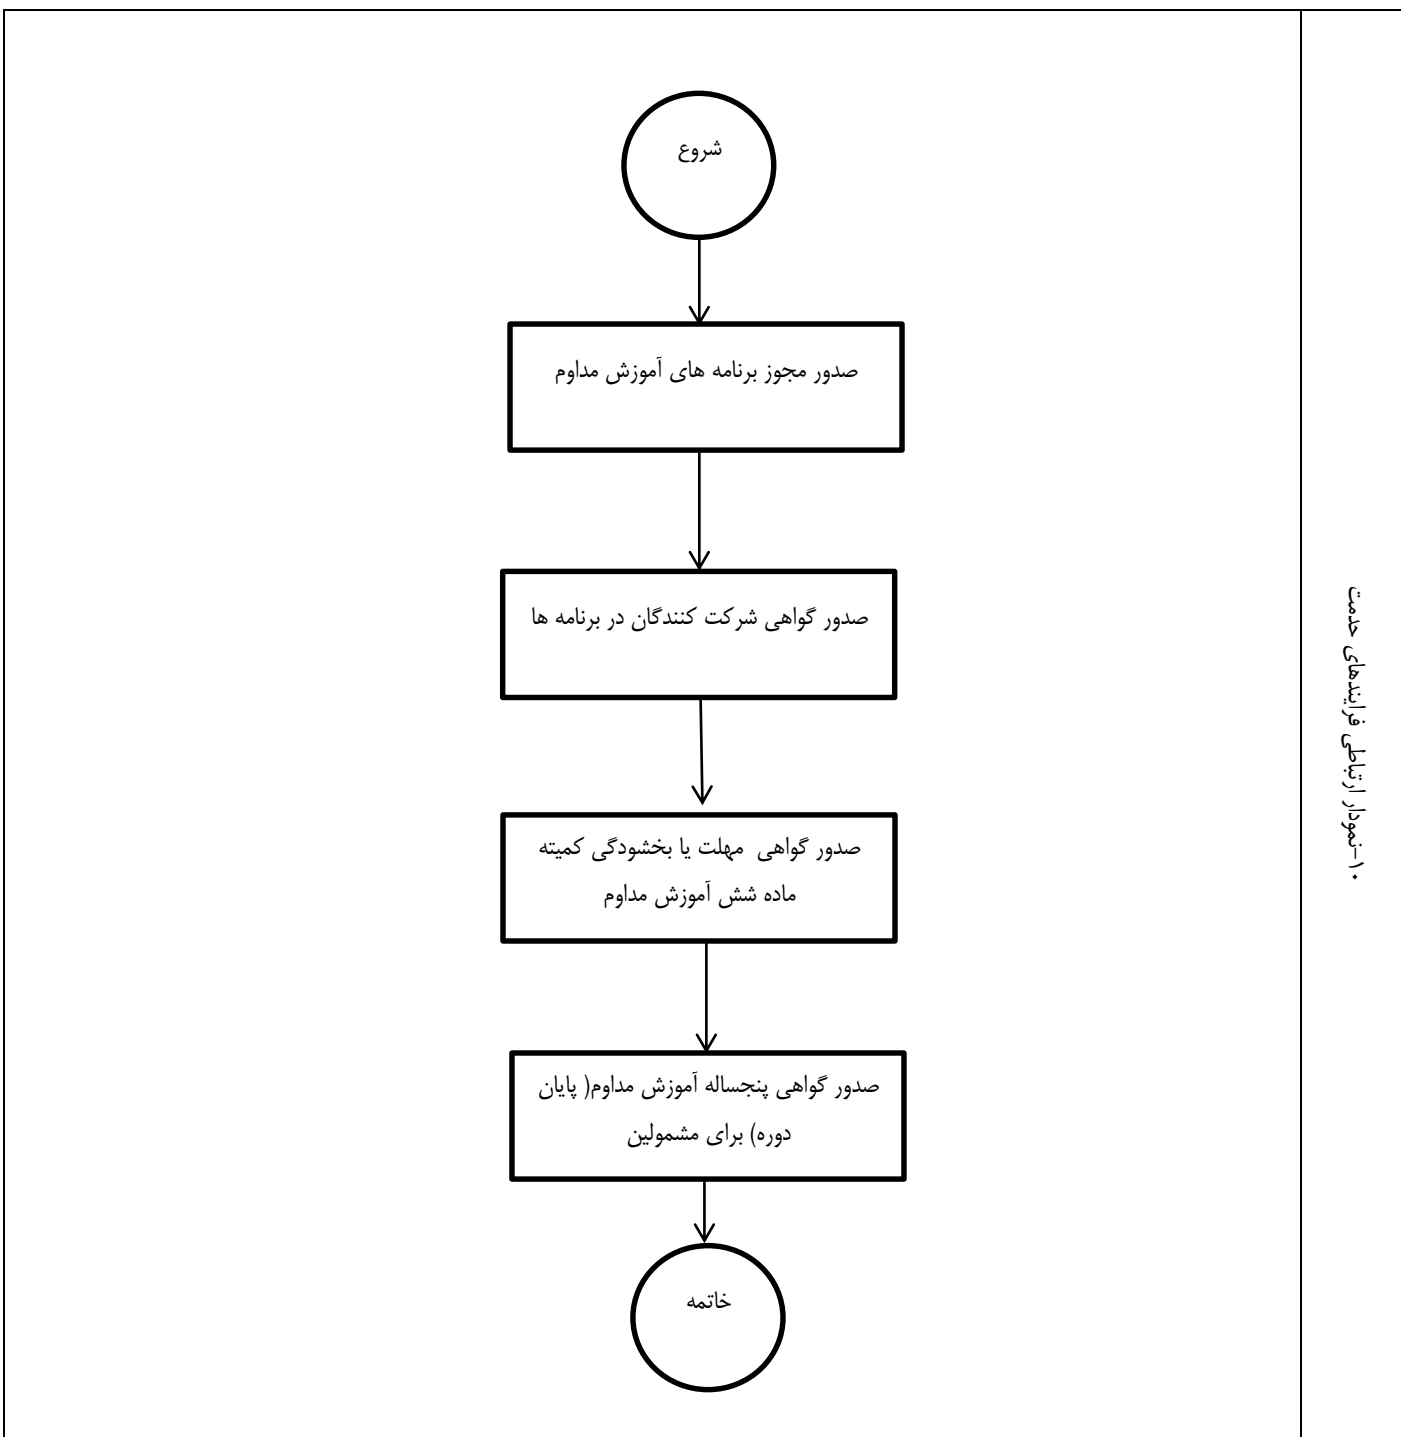 شروع
صدور مجوز برنامه های آموزش مداوم
صدور گواهی شرکت کنندگان در برنامه ها
صدور گواهی  مهلت یا بخشودگی کمیته
ماده شش آموزش مداوم
صدور گواهی پنجساله آموزش مداوم( پایان
دوره) برای مشمولین
خاتمه
۱۰-نمودار ارتباطی فرایندهای خدمت